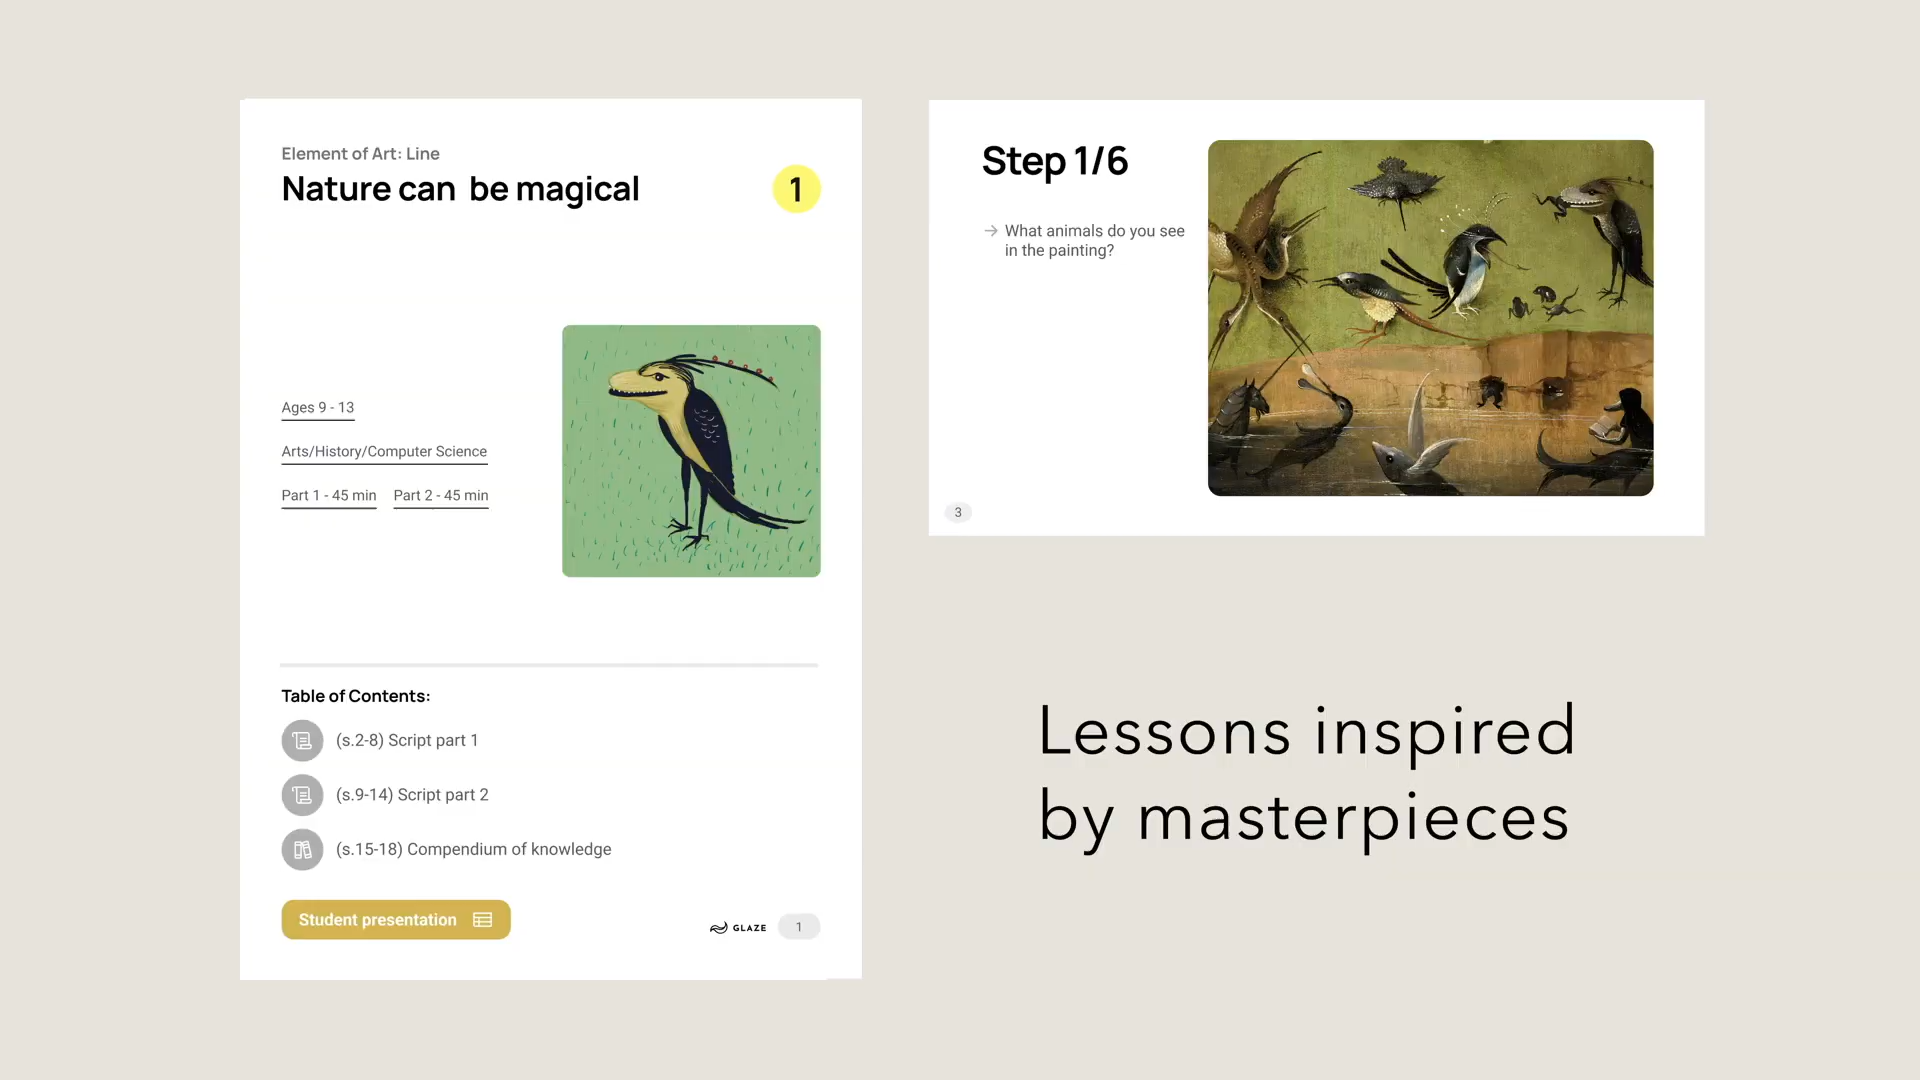 Element of Art: Line
Nature can be magical
1
Ages 9 - 13
Arts/History/Computer Science
Part 1 - 45 min Part 2 - 45 min
Table of Contents:
(s.2-8) Script part 1
(s.9-14) Script part 2
(s.15-18) Compendium of knowledge
Student presentation
GLAZE
1
Step 1/6
→ What animals do you see
in the painting?
3
Lessons inspired
by masterpieces